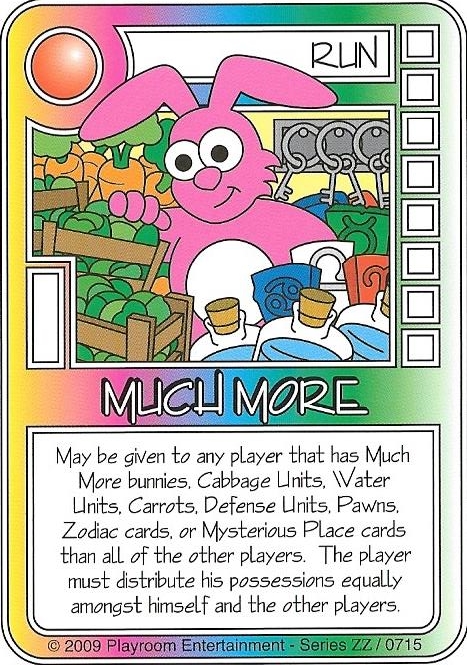 RUN
MUCH MORE
May be given to any player that has Much
More bunnies, Cabbage Units, Water
Units, Carrots, Defense Units, Pawns,
Zodiac cards, or Mysterious Place cards
than all of the other players.  The player
must distribute his possessions equally
amongst himself and the other players.
© 2009 Playroom Entertainment - Series ZZ / 0715